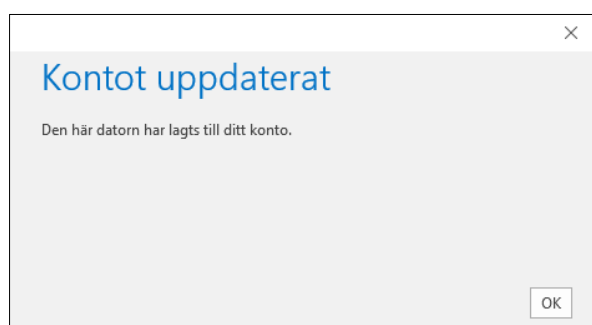 Kontot uppdaterat
Den här datorn har lagts till ditt konto.
OK